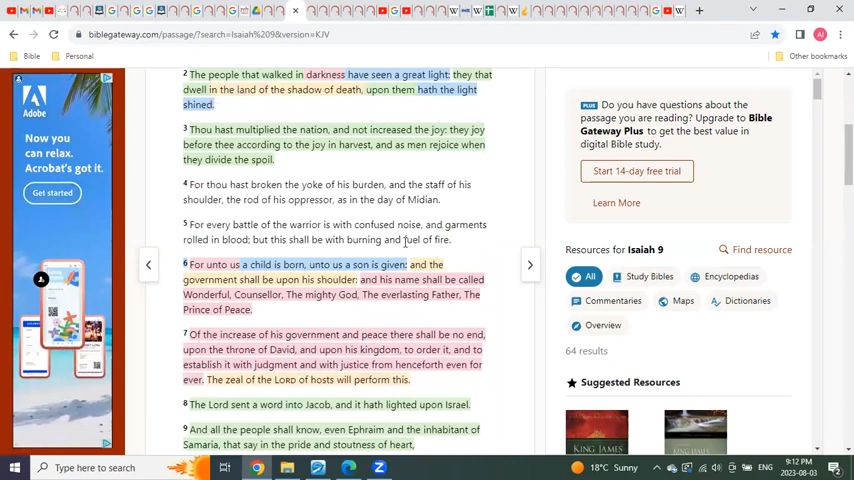 biblegateway.com/passage/?search=Isaiah%209&version=KJV
Bible
Personal
Other bookmarks
2 The people that walked in darkness have seen a great light: they that
dwell in the land of the shadow of death, upon them hath the light
shined.
3 Thou hast multiplied the nation, and not increased the joy: they joy
before thee according to the joy in harvest, and as men rejoice when
they divide the spoil.
4 For thou hast broken the yoke of his burden, and the staff of his
shoulder, the rod of his oppressor, as in the day of Midian.
5 For every battle of the warrior is with confused noise, and garments
rolled in blood; but this shall be with burning and fuel of fire.
6 For unto us a child is born, unto us a son is given: and the
government shall be upon his shoulder: and his name shall be called
Wonderful, Counsellor, The mighty God, The everlasting Father, The
Prince of Peace.
7 Of the increase of his government and peace there shall be no end,
upon the throne of David, and upon his kingdom, to order it, and to
establish it with judgment and with justice from henceforth even for
ever. The zeal of the LORD of hosts will perform this.
8 The Lord sent a word into Jacob, and it hath lighted upon Israel.
9 And all the people shall know, even Ephraim and the inhabitant of
Samaria, that say in the pride and stoutness of heart,
Adobe
Now you
can relax.
Acrobat's got it.
Get started
PLUS Do you have questions about the
passage you are reading? Upgrade to Bible
Gateway Plus to get the best value in
digital Bible study.
Start 14-day free trial
Learn More
Resources for Isaiah 9
Find resource
All
Study Bibles
Encyclopedias
Commentaries
Maps
Dictionaries
Overview
64 results
Suggested Resources
KING JAMES
Type here to search
18°C Sunny
ENG
9:12 PM
2023-08-03